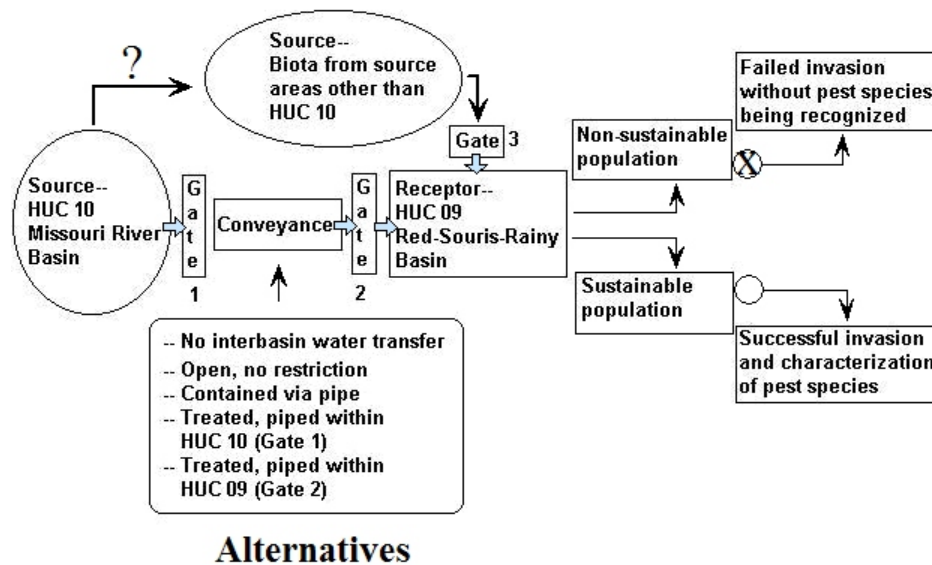 ?
Source--
Biota from source
areas other than
HUC 10
Gate 3
Source--
HUC 10
Missouri River
Basin
Gate
1
Conveyance
Gate
2
Receptor--
HUC 09
Red-Souris-Rainy
Basin
Non-sustainable
population
X
Failed invasion
without pest species
being recognized
Sustainable
population
Successful invasion
and characterization
of pest species
-- No interbasin water transfer
-- Open, no restriction
-- Contained via pipe
-- Treated, piped within
HUC 10 (Gate 1)
-- Treated, piped within
HUC 09 (Gate 2)
Alternatives